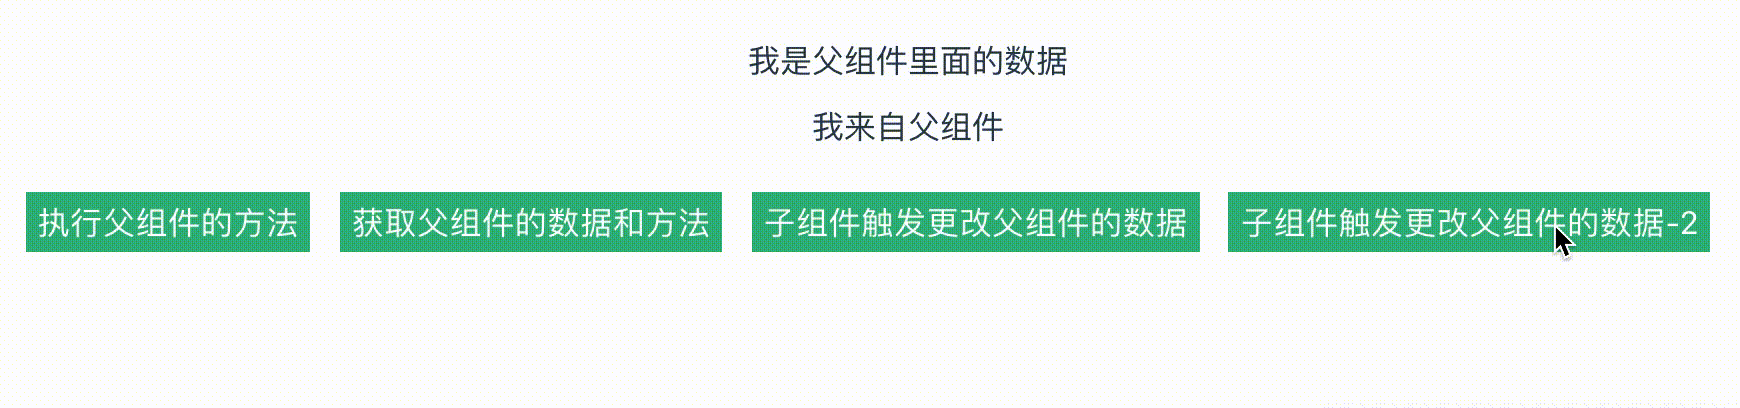 我是父组件里面的数据
我来自父组件
执行父组件的方法
获取父组件的数据和方法
子组件触发更改父组件的数据
子组件触发更改父组件的数据-2